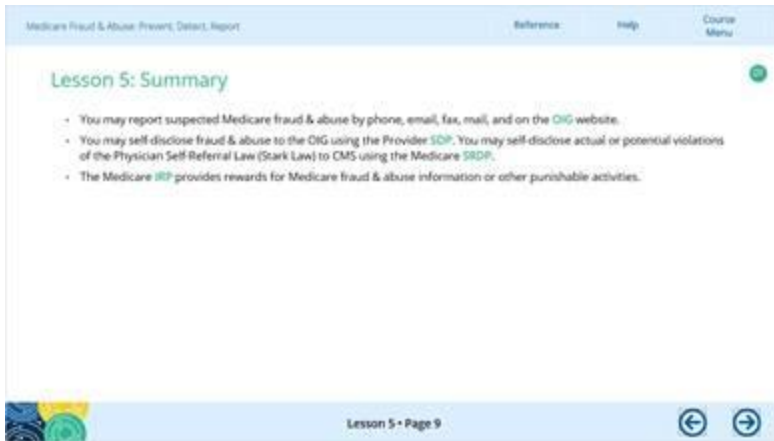 Medicare Fraud & Abuse: Prevent, Detect, Report
Reference
Help
Course
Menu
Lesson 5: Summary
• You may report suspected Medicare fraud & abuse by phone, email, fax, mail, and on the OIG website.
• You may self-disclose fraud & abuse to the OIG using the Provider SDP. You may self-disclose actual or potential violations
of the Physician Self-Referral Law (Stark Law) to CMS using the Medicare SRDP.
• The Medicare IRP provides rewards for Medicare fraud & abuse information or other punishable activities.
Lesson 5 • Page 9